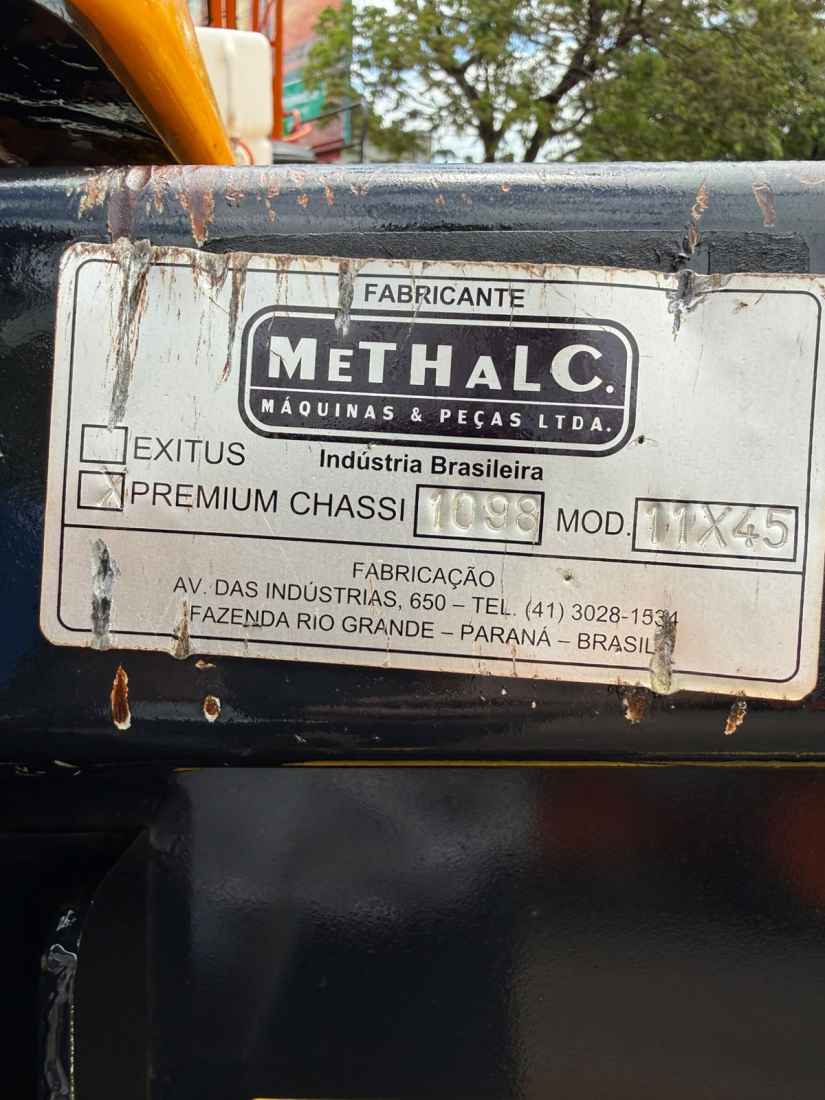 FABRICANTE
METHALC.
MÁQUINAS & PEÇAS LTDA.
EXITUS
Indústria Brasileira
X PREMIUM CHASSI 1098 MOD. 11X45
FABRICAÇÃO
AV. DAS INDÚSTRIAS, 650 – TEL. (41) 3028-1534
FAZENDA RIO GRANDE – PARANÁ – BRASIL